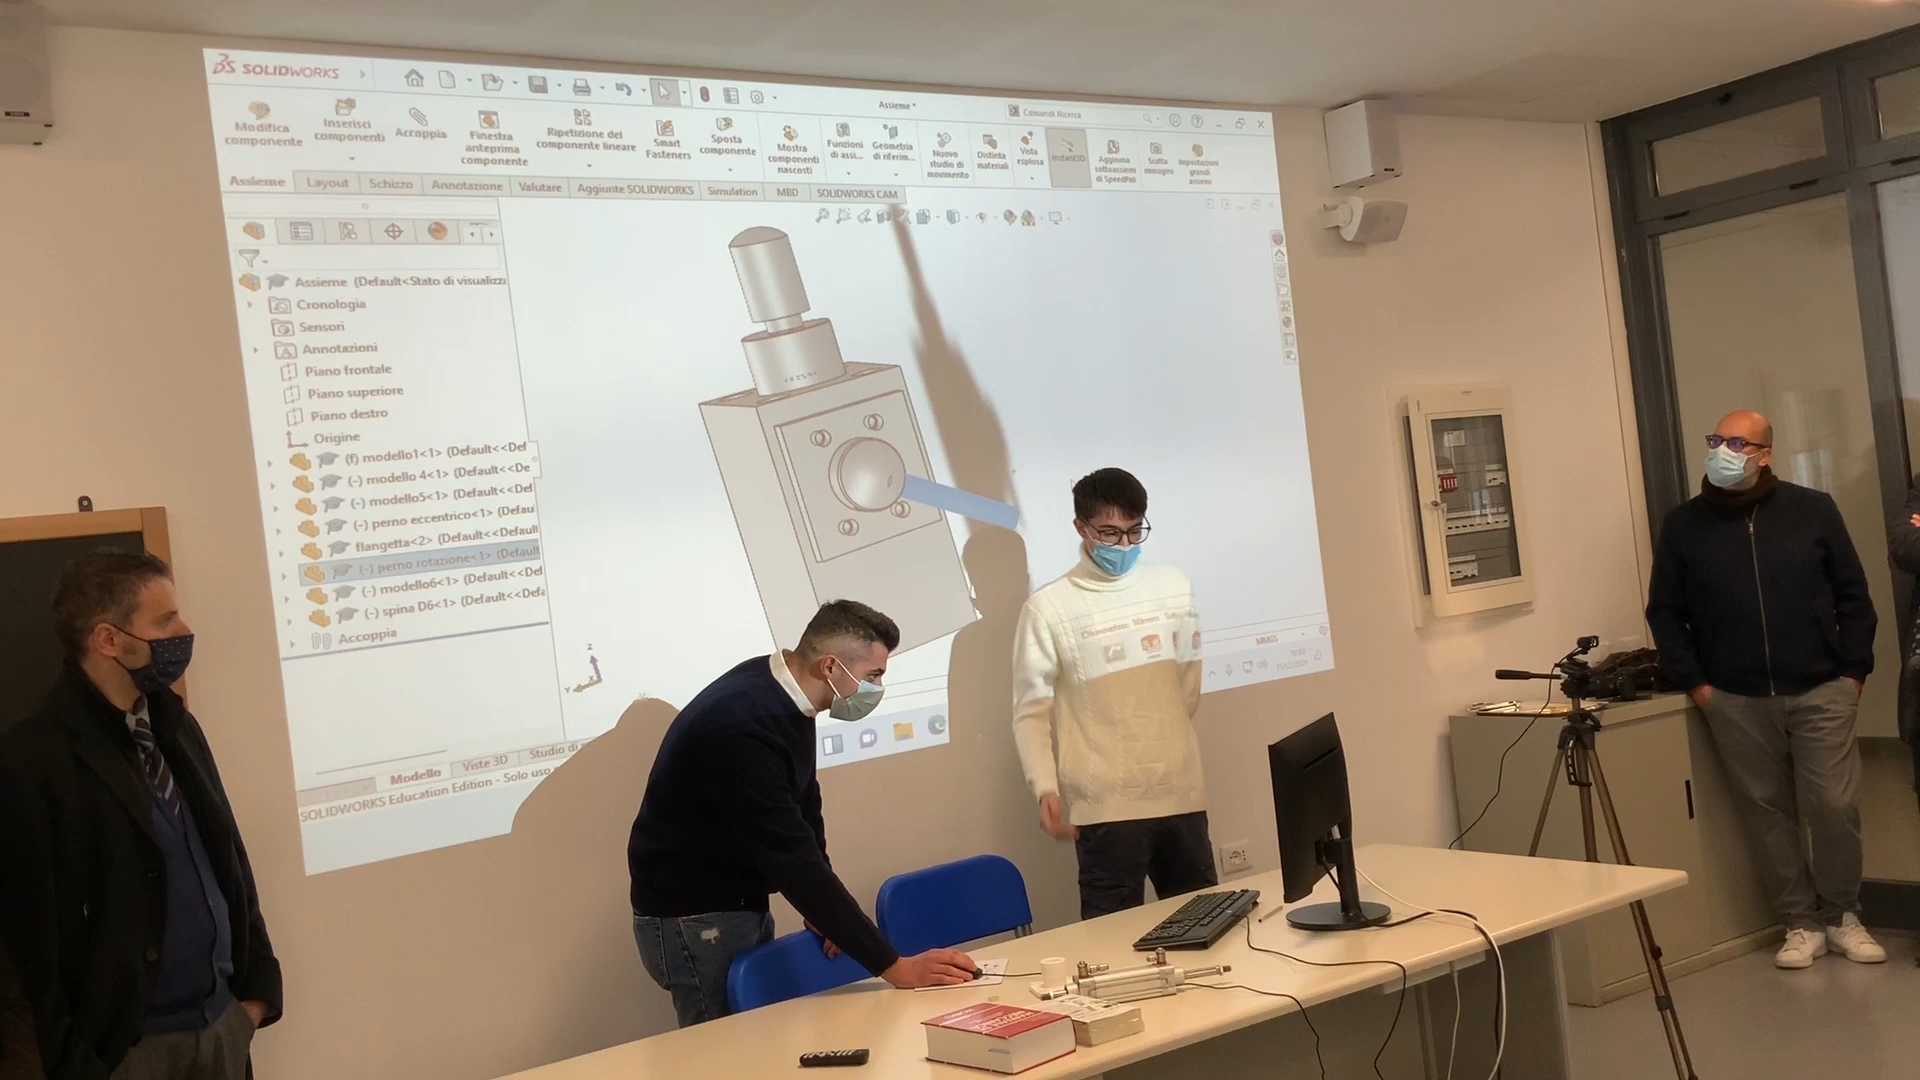 SOLIDWORKS
Assieme *
Comandi Ricerca
Modifica componente
Inserisci componenti
Accoppia
Finestra anteprima componente
Ripetizione del componente lineare
Smart Fasteners
Sposta componente
Mostra componenti nascosti
Funzioni di assi...
Geometria di riferim...
Nuovo studio di movimento
Distinta materiali
Vista esplosa
Instant3D
Aggiorna sottoassiemi di SpeedPak
Scatta immagini
Impostazioni grandi assiemi
Assieme
Layout
Schizzo
Annotazione
Valutare
Aggiunte SOLIDWORKS
Simulation
MBD
SOLIDWORKS CAM
Assieme (Default<Stato di visualizza
Cronologia
Sensori
Annotazioni
Piano frontale
Piano superiore
Piano destro
Origine
(f) modello1<1> (Default<<Def
(-) modello 4<1> (Default<<De
(-) modello5<1> (Default<<Def
(-) perno eccentrico<1> (Defau
flangetta<2> (Default<<Default
(-) perno rotazione<1> (Default
(-) modello6<1> (Default<<Def
(-) spina D6<1> (Default<<Defa
Accoppia
Modello
Viste 3D
Studio di
SOLIDWORKS Education Edition - Solo uso
MMGS